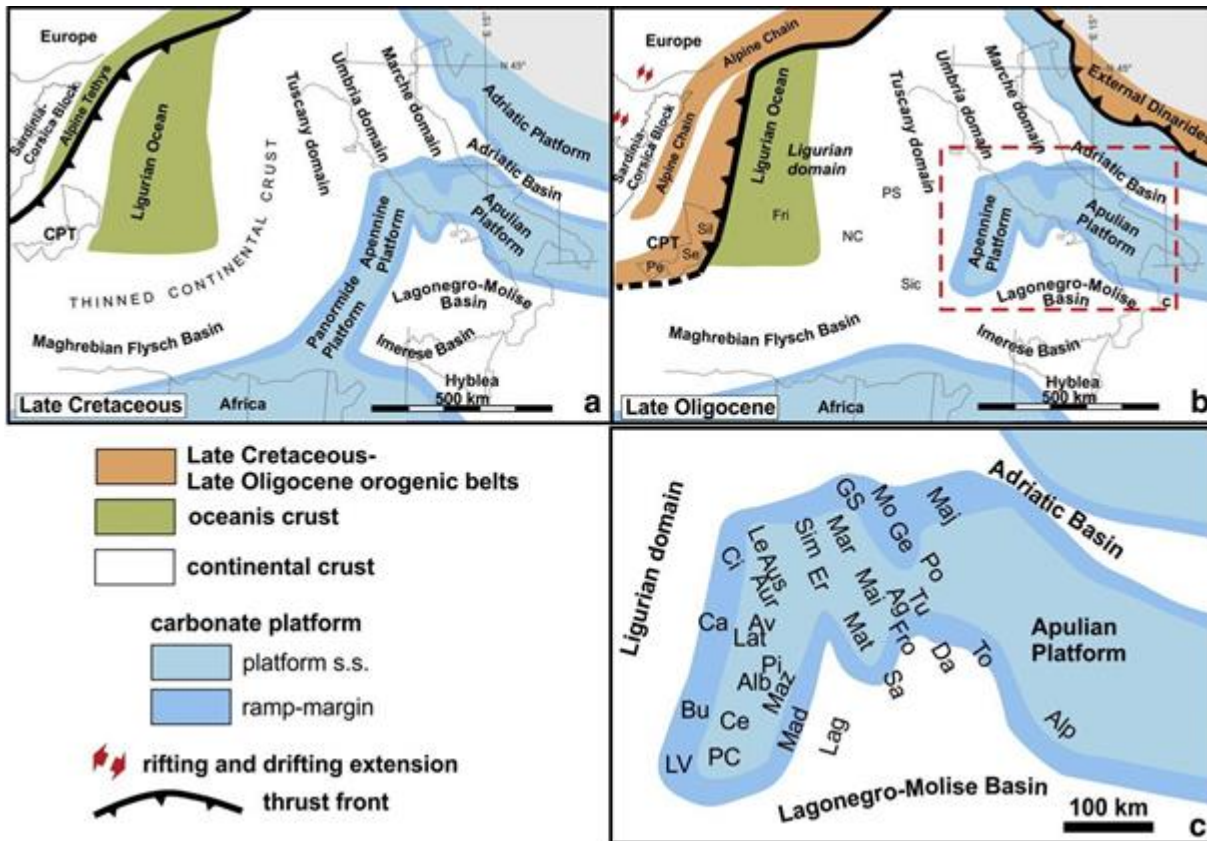 Europe
Sardinia-
Corsica Block
Alpine Tethys
Ligurian Ocean
CPT
THINNED CONTINENTAL CRUST
Tuscany domain
Umbria domain
Marche domain
15° E
N 45°
Adriatic Platform
Adriatic Basin
Apulian
Platform
Apennine
Platform
Panormide
Platform
Lagonegro-Molise
Basin
Imerese Basin
Maghrebian Flysch Basin
Hyblea
Late Cretaceous
Africa
500 km
a
Europe
Alpine Chain
Sardinia-
Corsica Block
Alpine Chain
Ligurian Ocean
Ligurian
domain
Fri
CPT
Sil
Se
Pe
PS
NC
Sic
Tuscany domain
Umbria domain
Marche domain
15° E
N 45°
External Dinarides
Adriatic Basin
Apulian
Platform
Apennine
Platform
Lagonegro-Molise
Basin
c
Imerese Basin
Maghrebian Flysch Basin
Hyblea
Late Oligocene
Africa
500 km
b
Late Cretaceous-
Late Oligocene orogenic belts
oceanis crust
continental crust
carbonate platform
platform s.s.
ramp-margin
rifting and drifting extension
thrust front
Ligurian domain
Adriatic Basin
Apulian
Platform
Lagonegro-Molise Basin
GS
Mo
Ge
Maj
Ci
Le
Aus
Aur
Sim
Er
Mar
Mai
Po
Ag
Tu
Ca
Av
Lat
Mat
Fro
Sa
Da
To
Pi
Alb
Maz
Bu
Ce
Mad
Lag
Alp
LV
PC
100 km
c